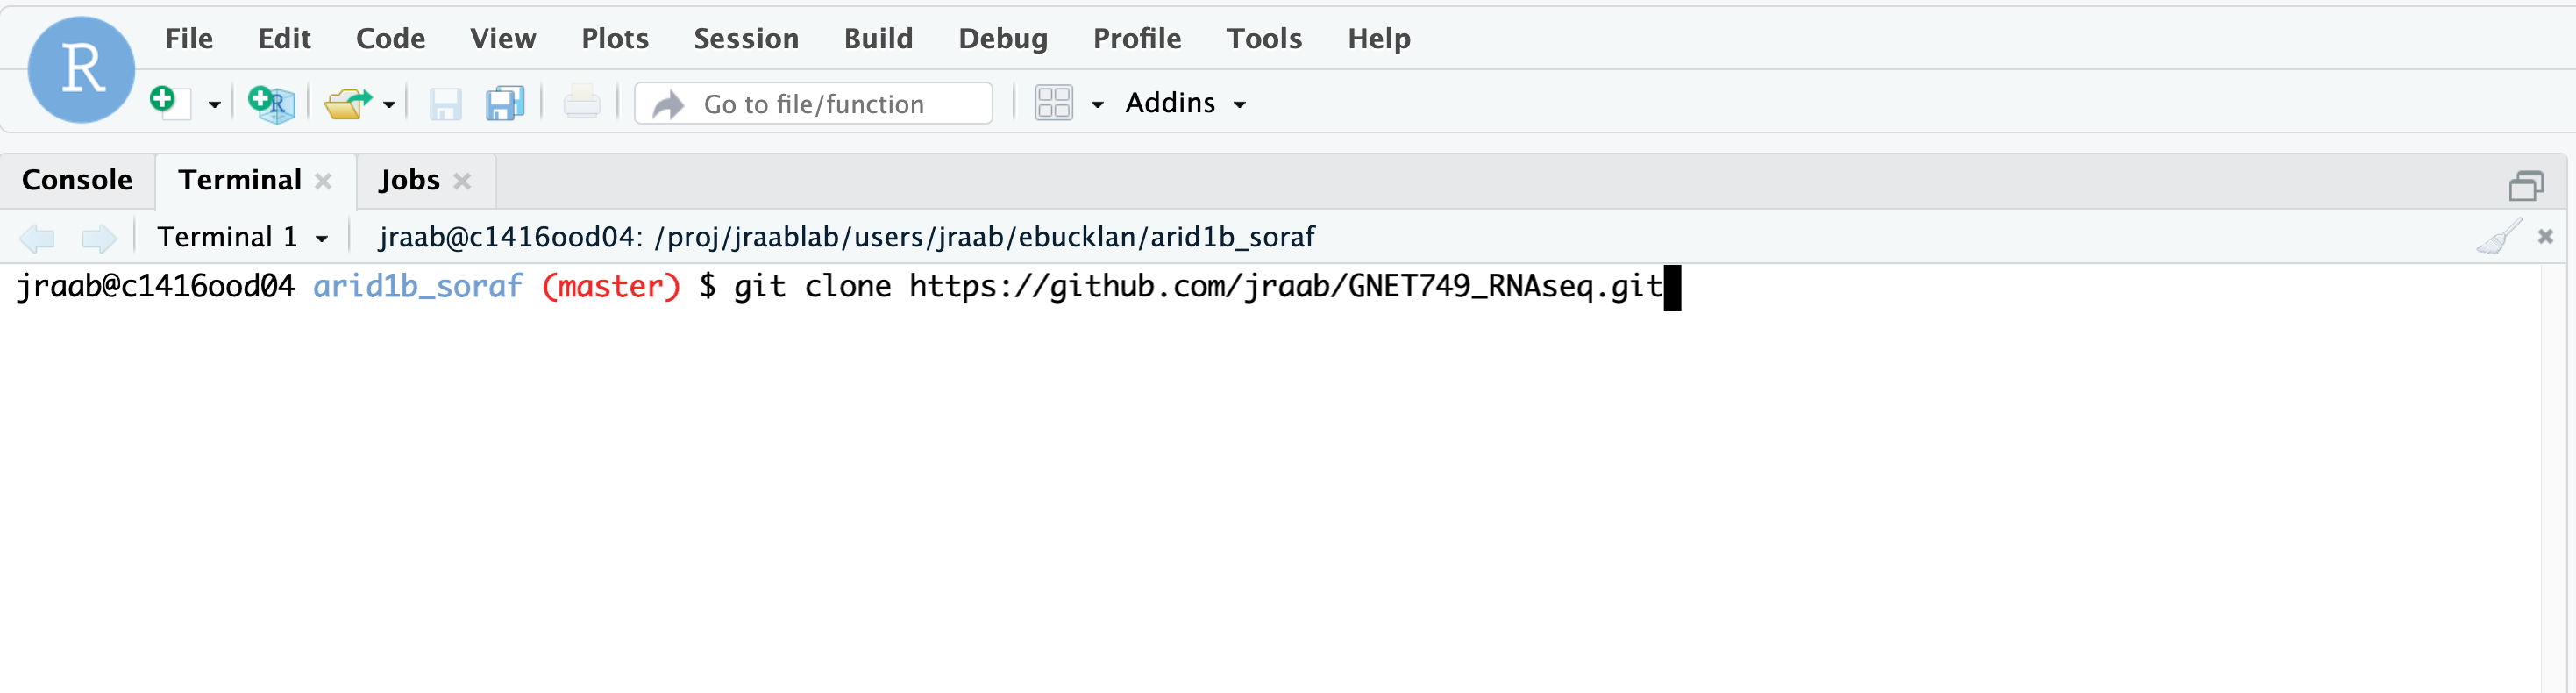 R File Edit Code View Plots Session Build Debug Profile Tools Help
R Go to file/function Addins
Console Terminal Jobs
Terminal 1 jraab@c1416ood04: /proj/jraablab/users/jraab/ebucklan/arid1b_soraf
jraab@c1416ood04 arid1b_soraf (master) $ git clone https://github.com/jraab/GNET749_RNAseq.git